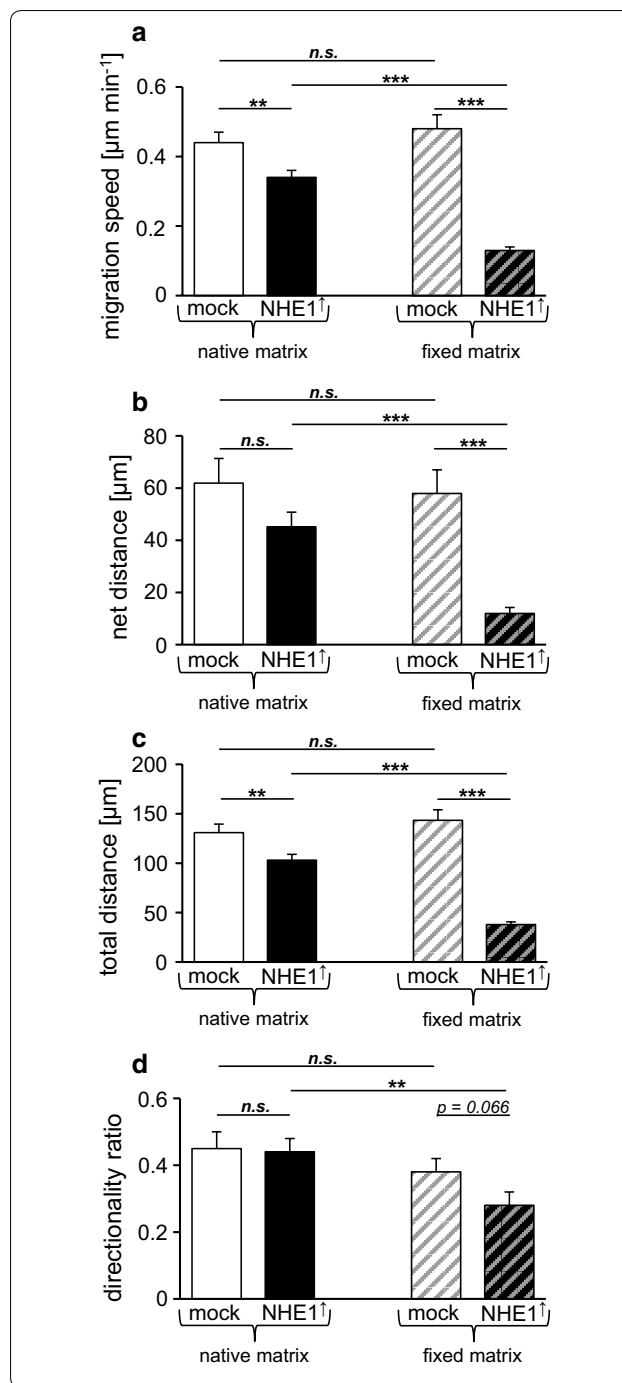 a
n.s.
***
** ***
migration speed [µm min-1]
0.6
0.4
0.2
0
mock NHE1↑ mock NHE1↑
native matrix fixed matrix
b
n.s.
***
n.s. ***
net distance [µm]
80
60
40
20
0
mock NHE1↑ mock NHE1↑
native matrix fixed matrix
c
n.s.
***
** ***
total distance [µm]
200
150
100
50
0
mock NHE1↑ mock NHE1↑
native matrix fixed matrix
d
n.s.
**
n.s. p = 0.066
directionality ratio
0.6
0.4
0.2
0
mock NHE1↑ mock NHE1↑
native matrix fixed matrix